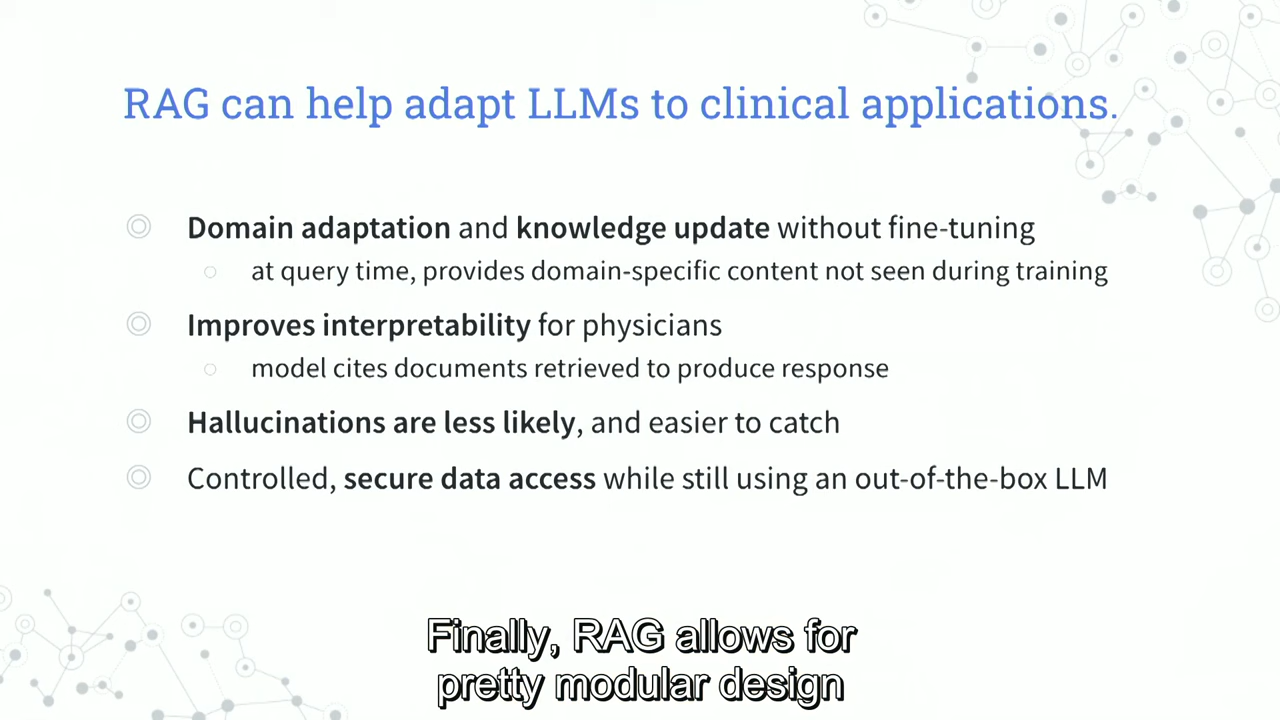 RAG can help adapt LLMs to clinical applications.
Domain adaptation and knowledge update without fine-tuning
at query time, provides domain-specific content not seen during training
Improves interpretability for physicians
model cites documents retrieved to produce response
Hallucinations are less likely, and easier to catch
Controlled, secure data access while still using an out-of-the-box LLM
Finally, RAG allows for
pretty modular design